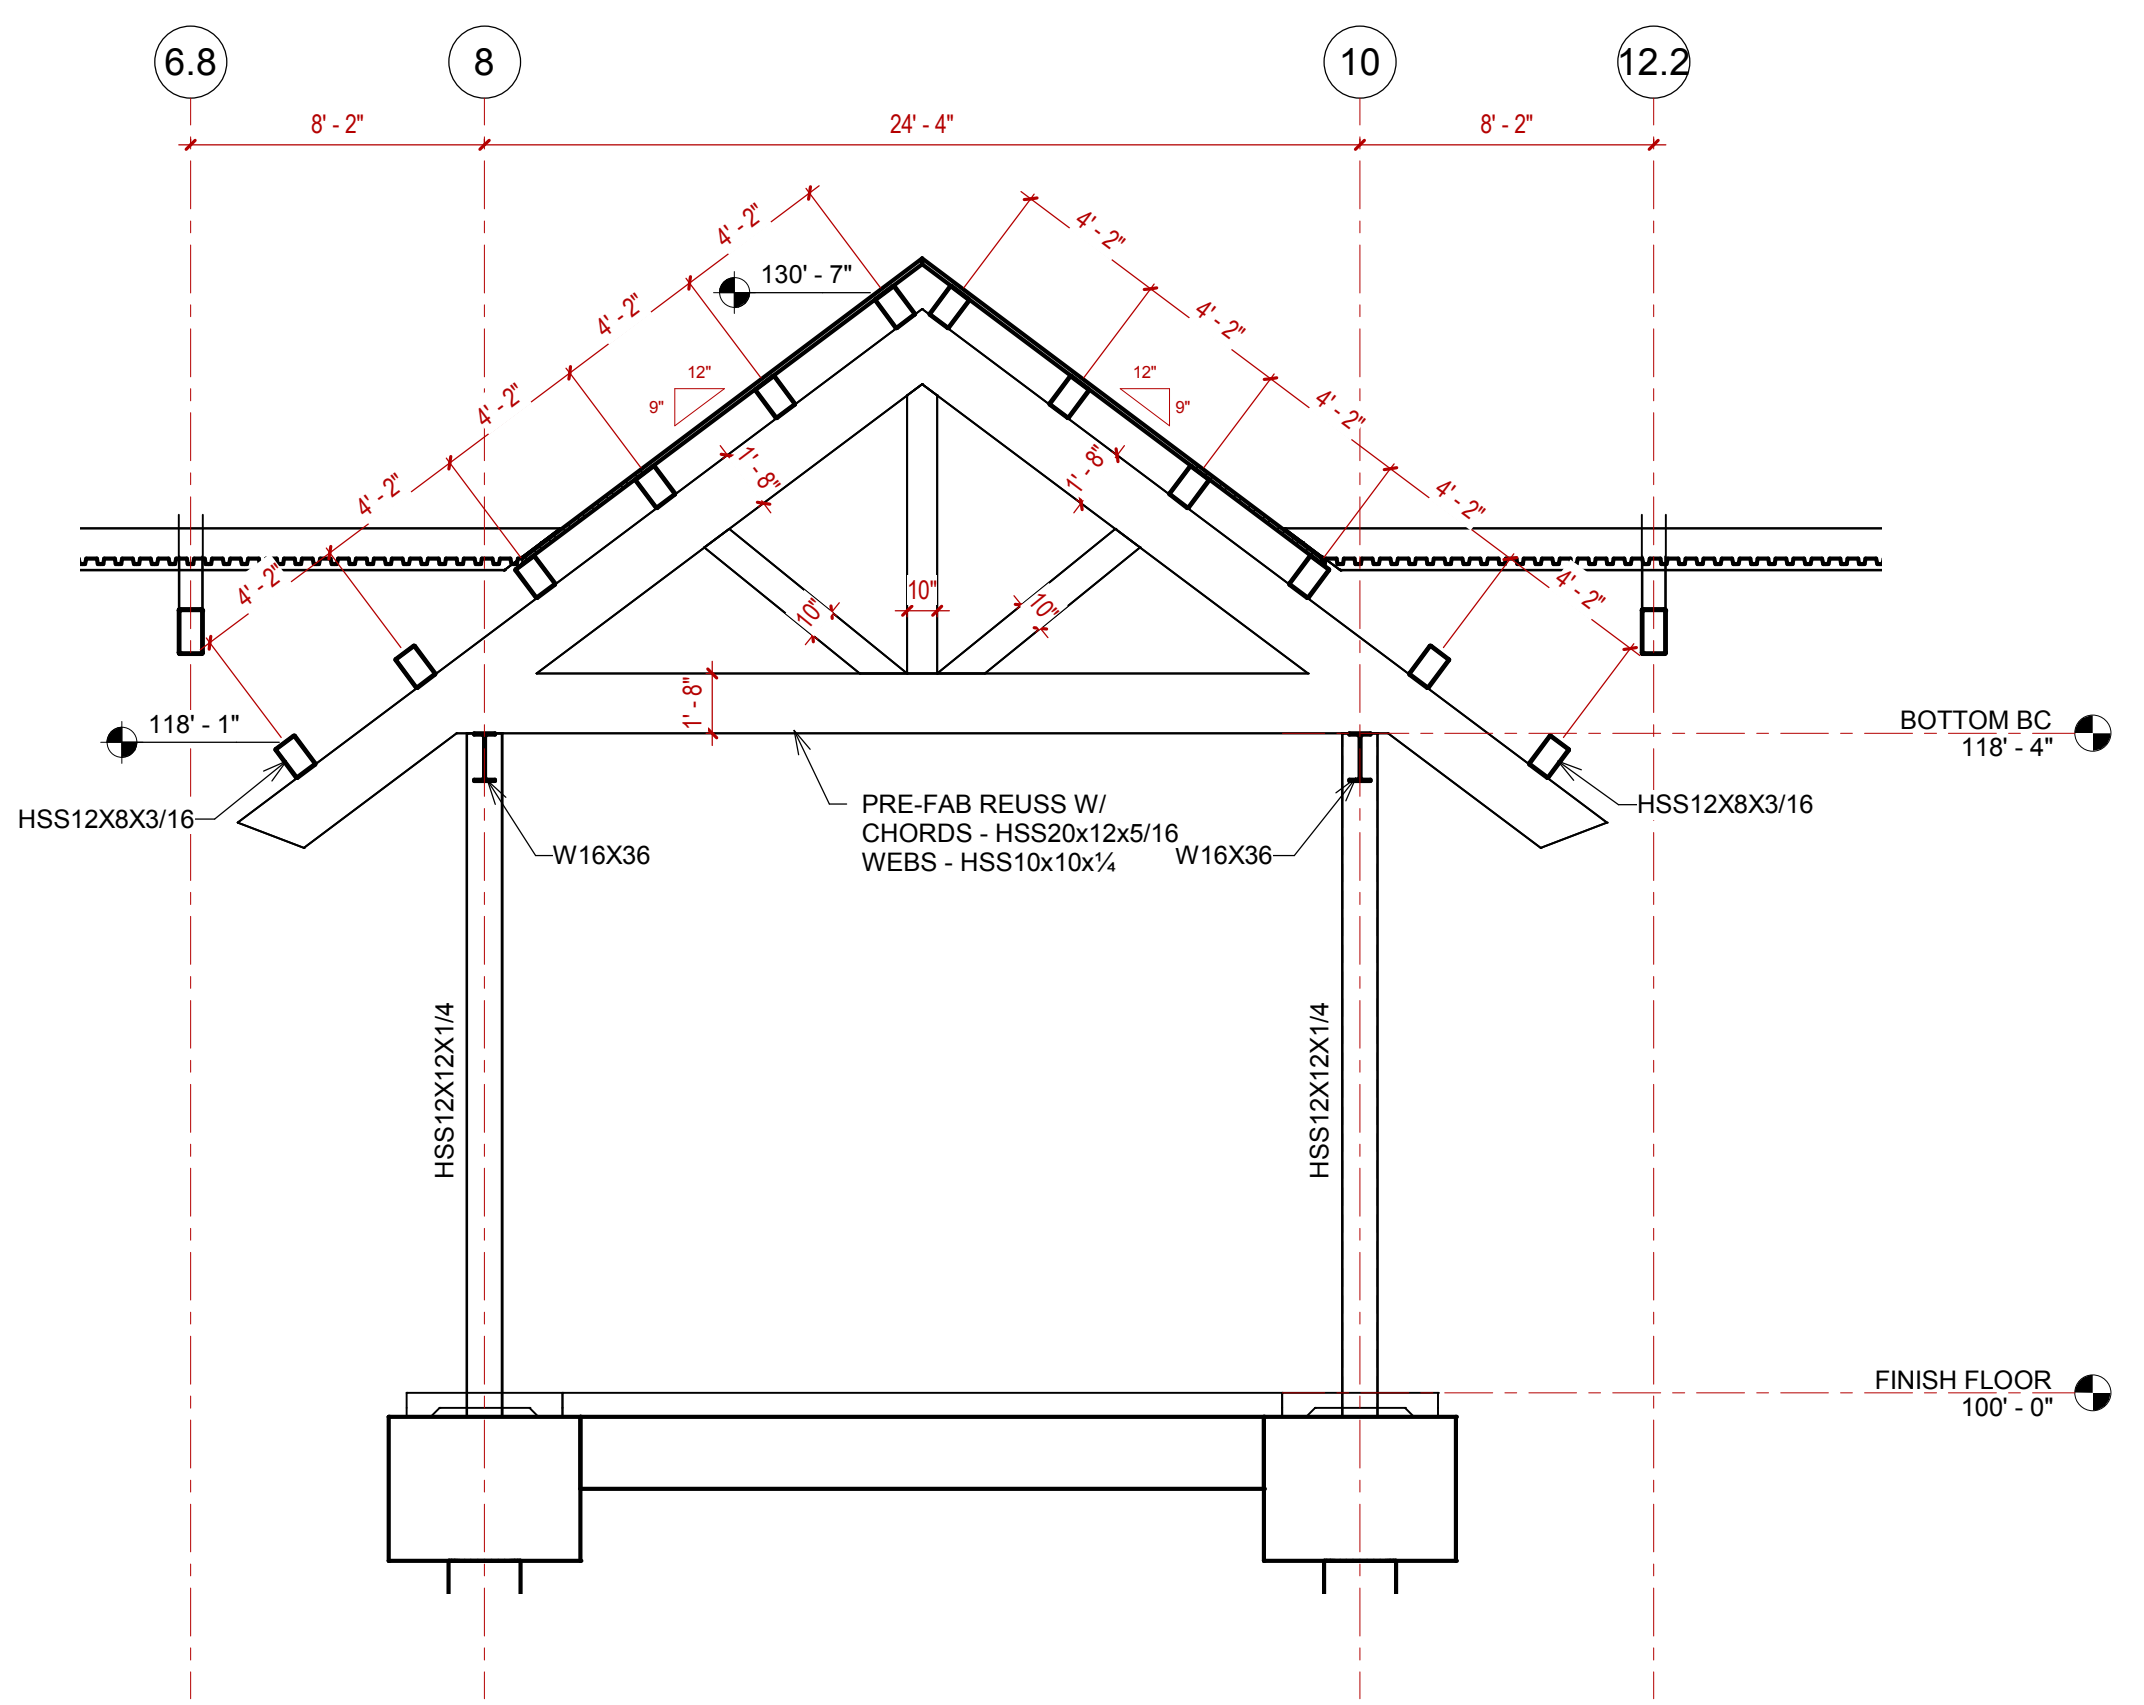 6.8
8
10
12.2
8' - 2"
24' - 4"
8' - 2"
4' - 2"
4' - 2"
4' - 2"
4' - 2"
4' - 2"
4' - 2"
4' - 2"
4' - 2"
4' - 2"
4' - 2"
130' - 7"
12"
9"
12"
9"
1' - 8"
1' - 8"
10"
10"
10"
1' - 8"
118' - 1"
BOTTOM BC
118' - 4"
HSS12X8X3/16
HSS12X8X3/16
W16X36
PRE-FAB REUSS W/
CHORDS - HSS20x12x5/16
WEBS - HSS10x10x¼
W16X36
HSS12X12X1/4
HSS12X12X1/4
FINISH FLOOR
100' - 0"